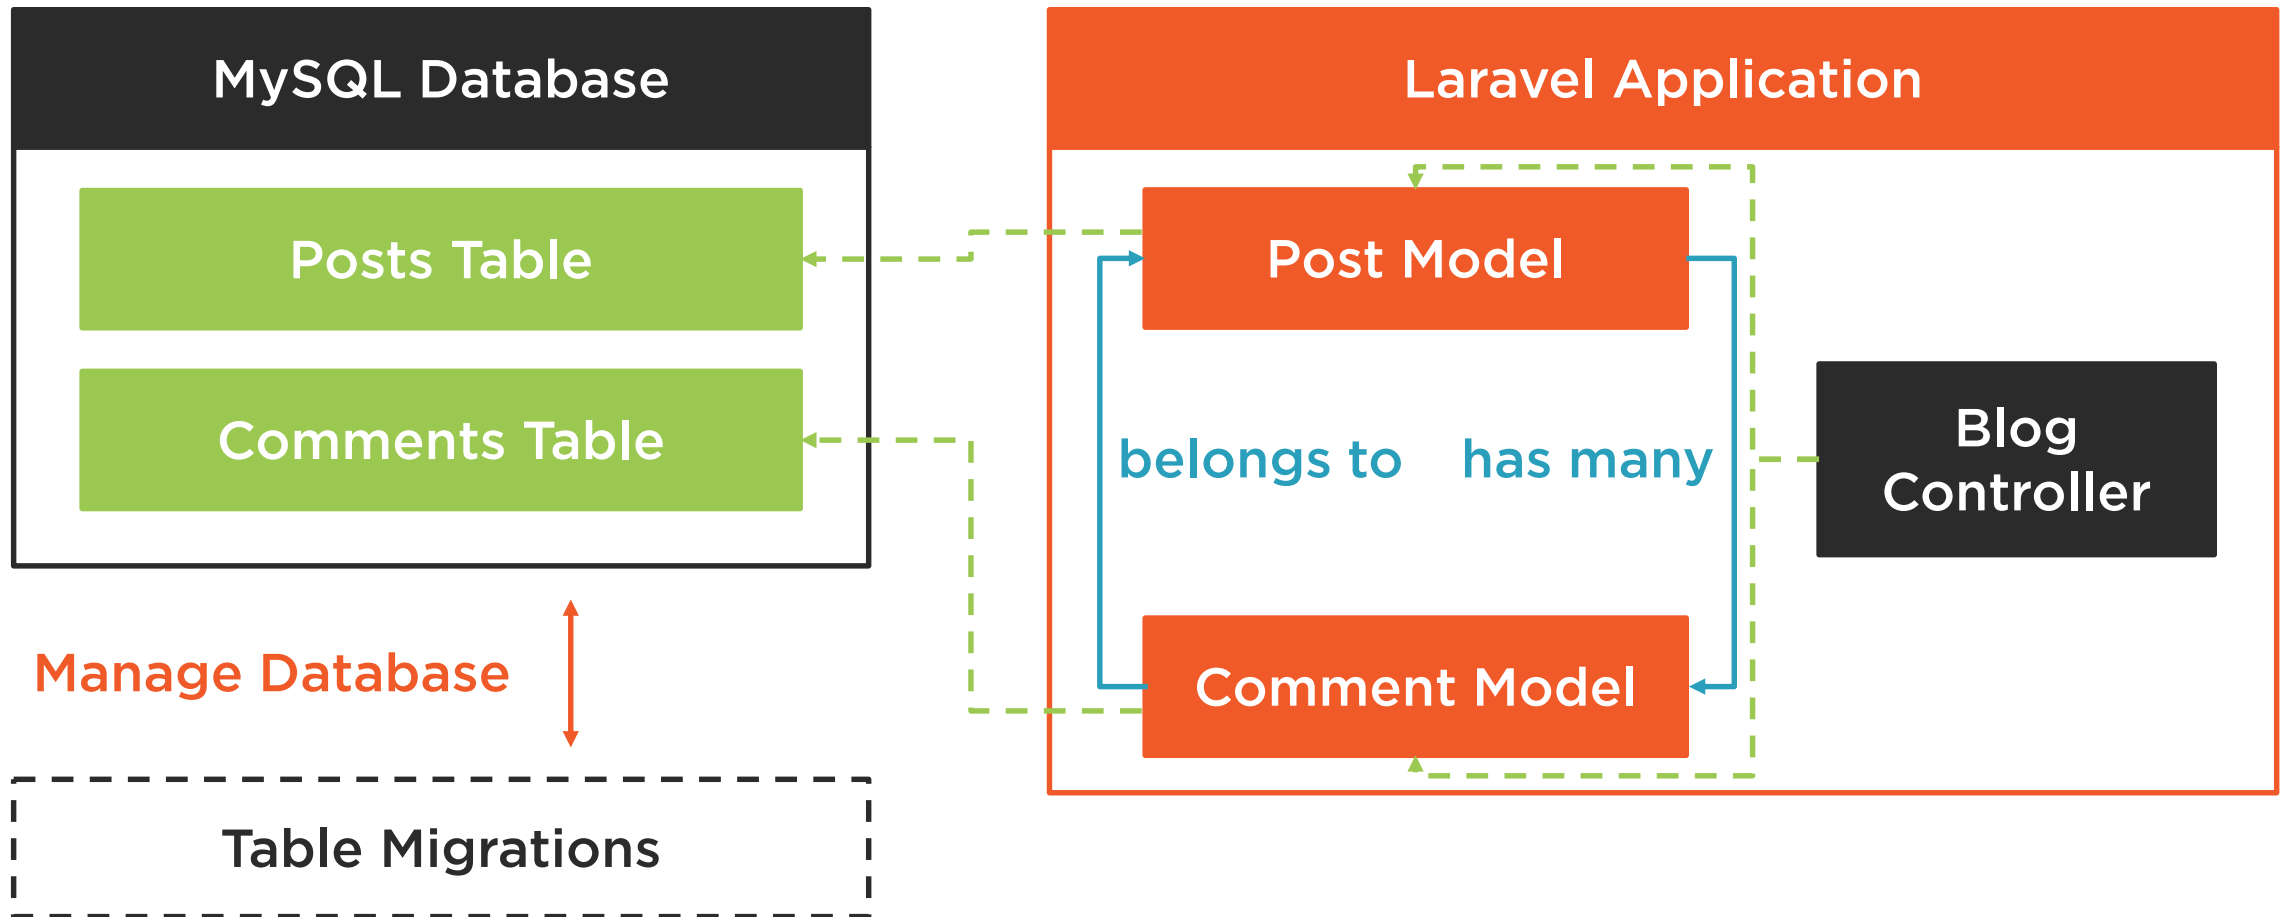 MySQL Database
Posts Table
Comments Table
Manage Database
Table Migrations
Laravel Application
Post Model
belongs to
has many
Comment Model
Blog
Controller